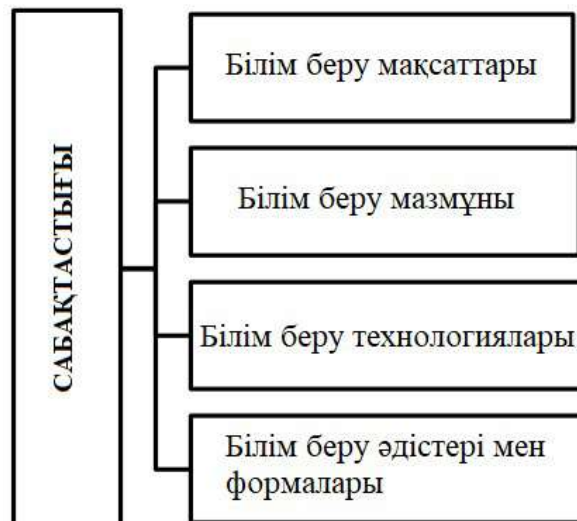 САБАҚТАСТЫҒЫ
Білім беру мақсаттары
Білім беру мазмұны
Білім беру технологиялары
Білім беру әдістері мен
формалары